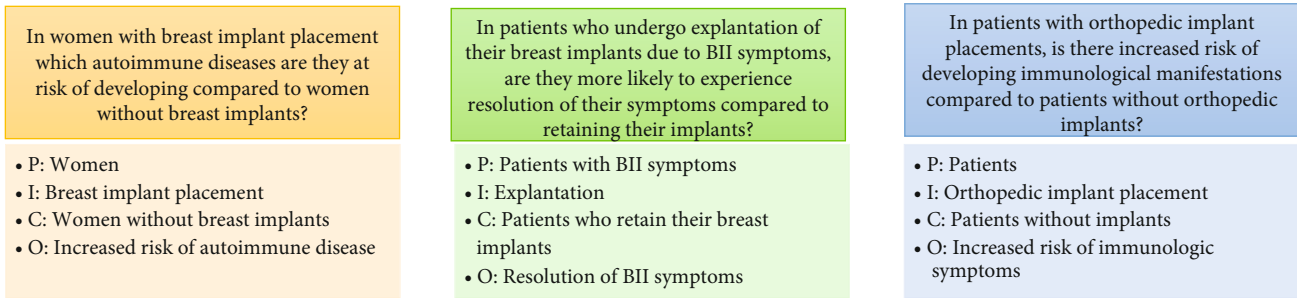 In women with breast implant placement
which autoimmune diseases are they at
risk of developing compared to women
without breast implants?
• P: Women
• I: Breast implant placement
• C: Women without breast implants
• O: Increased risk of autoimmune disease
In patients who undergo explantation of
their breast implants due to BII symptoms,
are they more likely to experience
resolution of their symptoms compared to
retaining their implants?
• P: Patients with BII symptoms
• I: Explantation
• C: Patients who retain their breast
implants
• O: Resolution of BII symptoms
In patients with orthopedic implant
placements, is there increased risk of
developing immunological manifestations
compared to patients without orthopedic
implants?
• P: Patients
• I: Orthopedic implant placement
• C: Patients without implants
• O: Increased risk of immunologic
symptoms